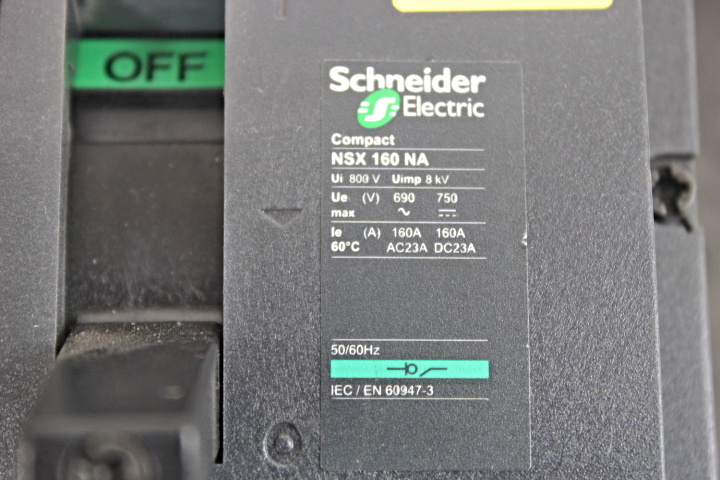 OFF
Schneider
Electric
Compact
NSX 160 NA
Ui 800 V Uimp 8 kV
Ue (V) 690 750
max ~ ⎓
Ie (A) 160A 160A
60°C AC23A DC23A
50/60Hz
IEC / EN 60947-3